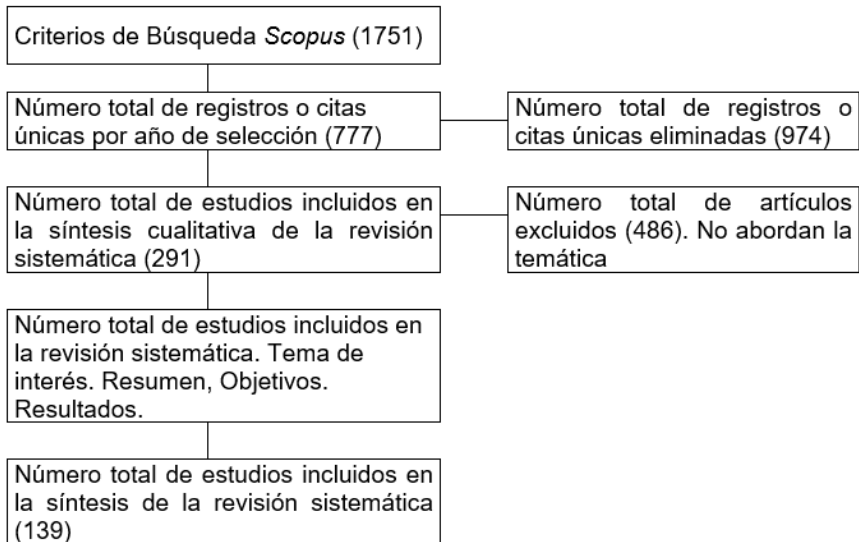 Criterios de Búsqueda Scopus (1751)
Número total de registros o citas
únicas por año de selección (777)
Número total de registros o
citas únicas eliminadas (974)
Número total de estudios incluidos en
la síntesis cualitativa de la revisión
sistemática (291)
Número total de artículos
excluidos (486). No abordan la
temática
Número total de estudios incluidos en
la revisión sistemática. Tema de
interés. Resumen, Objetivos.
Resultados.
Número total de estudios incluidos en
la síntesis de la revisión sistemática
(139)